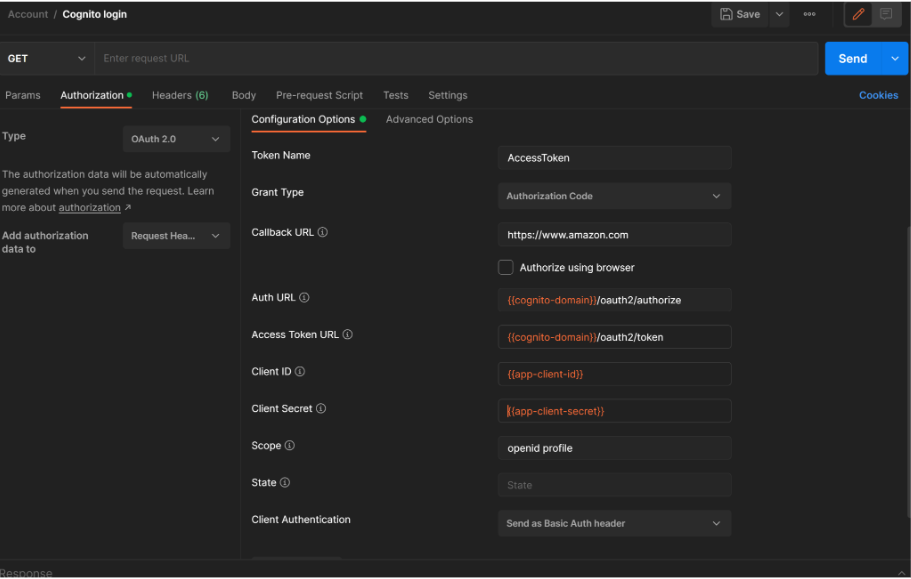 Account / Cognito login
Save
GET
Enter request URL
Send
Params Authorization Headers (6) Body Pre-request Script Tests Settings
Cookies
Type
OAuth 2.0
The authorization data will be automatically
generated when you send the request. Learn
more about authorization ↗
Add authorization
data to
Request Hea...
Configuration Options Advanced Options
Token Name
AccessToken
Grant Type
Authorization Code
Callback URL
https://www.amazon.com
Authorize using browser
Auth URL
{{cognito-domain}}/oauth2/authorize
Access Token URL
{{cognito-domain}}/oauth2/token
Client ID
{{app-client-id}}
Client Secret
{{app-client-secret}}
Scope
openid profile
State
State
Client Authentication
Send as Basic Auth header
Response